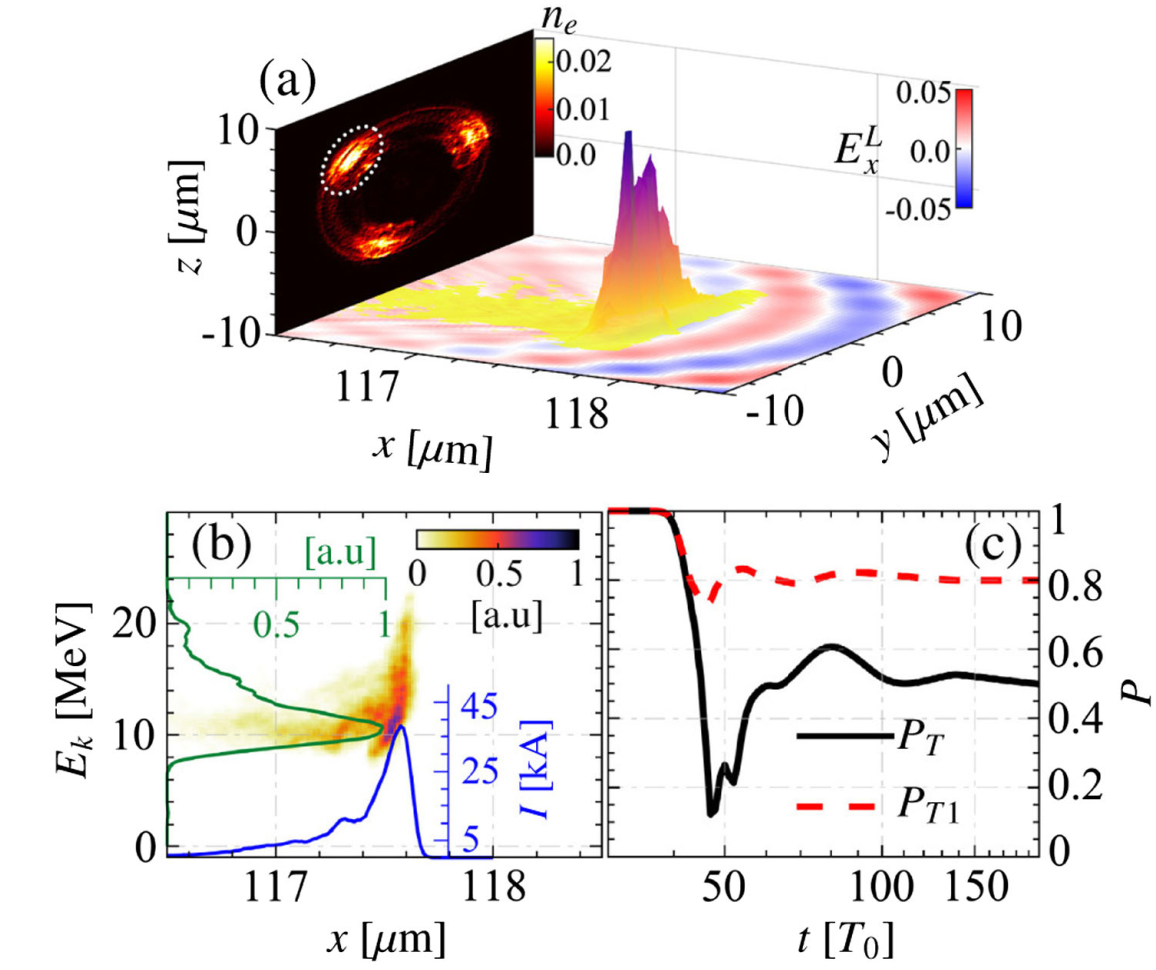 (a)
n_e
0.02
0.01
0.0
E_x^L
0.05
0.0
-0.05
z [μm]
10
0
-10
117
118
x [μm]
-10
0
10
y [μm]
(b)
[a.u]
0.5
1
0
0.5
1
[a.u]
E_k [MeV]
20
10
0
45
25
5
I [kA]
117
118
x [μm]
(c)
1
0.8
0.6
0.4
0.2
0
P
P_T
P_{T1}
50
100
150
t [T_0]